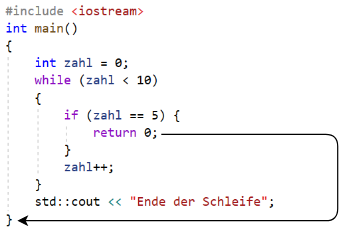 #include <iostream>
int main()
{
    int zahl = 0;
    while (zahl < 10)
    {
        if (zahl == 5) {
            return 0;
        }
        zahl++;
    }
    std::cout << "Ende der Schleife";
}